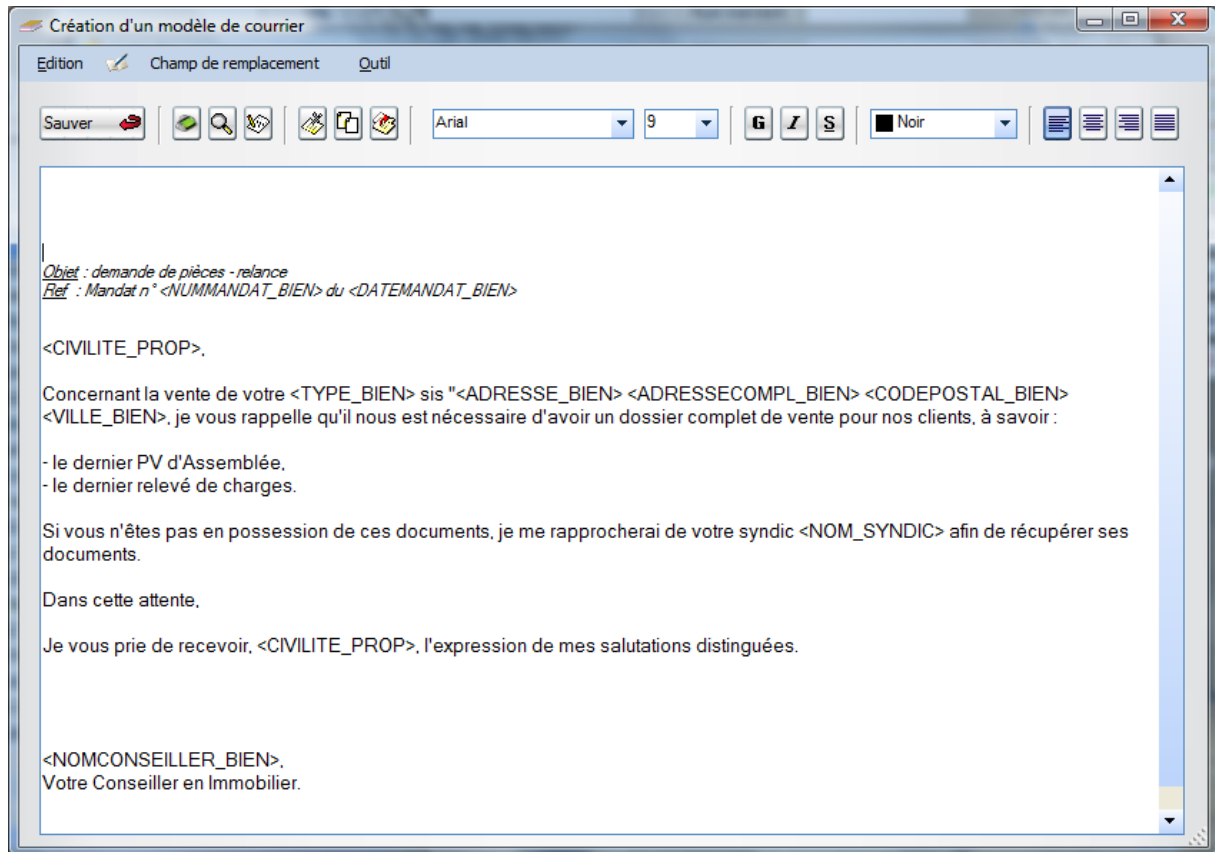 Création d'un modèle de courrier
Edition Champ de remplacement Outil
Sauver Arial 9 G I S Noir
Objet : demande de pièces - relance
Ref : Mandat n° <NUMMANDAT_BIEN> du <DATEMANDAT_BIEN>
<CIVILITE_PROP>,
Concernant la vente de votre <TYPE_BIEN> sis "<ADRESSE_BIEN> <ADRESSECOMPL_BIEN> <CODEPOSTAL_BIEN>
<VILLE_BIEN>, je vous rappelle qu'il nous est nécessaire d'avoir un dossier complet de vente pour nos clients, à savoir :
- le dernier PV d'Assemblée,
- le dernier relevé de charges.
Si vous n'êtes pas en possession de ces documents, je me rapprocherai de votre syndic <NOM_SYNDIC> afin de récupérer ses
documents.
Dans cette attente,
Je vous prie de recevoir, <CIVILITE_PROP>, l'expression de mes salutations distinguées.
<NOMCONSEILLER_BIEN>,
Votre Conseiller en Immobilier.